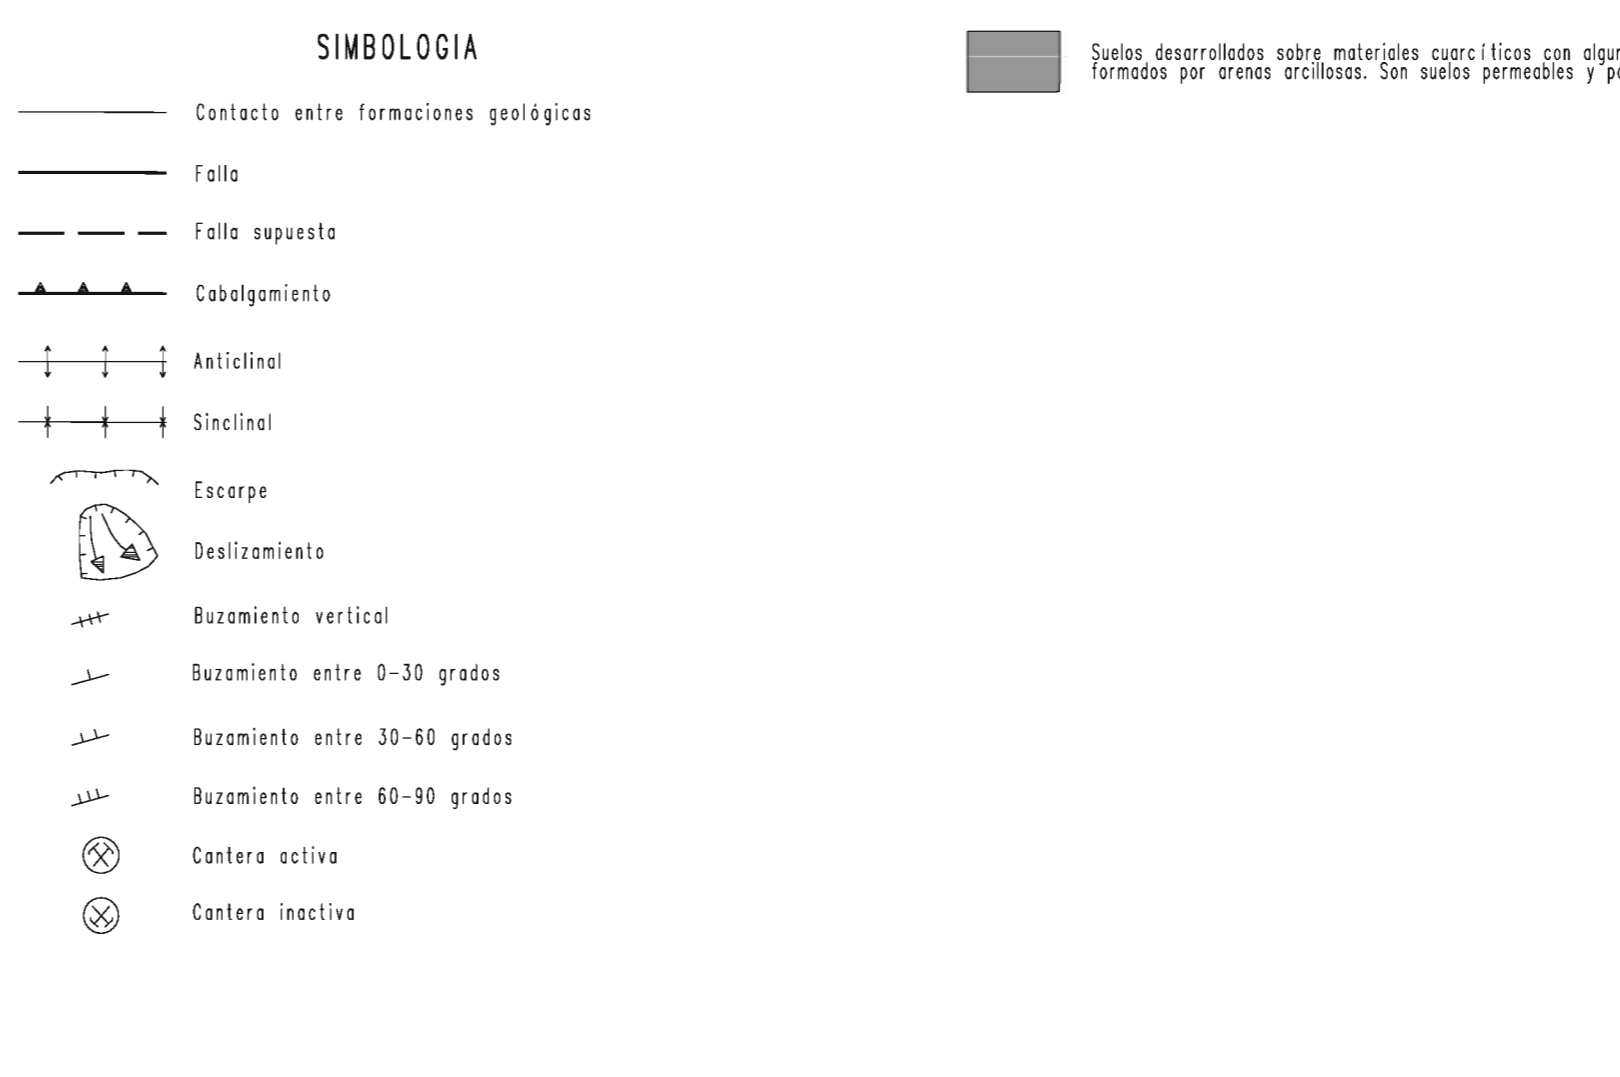 SIMBOLOGIA
Contacto entre formaciones geológicas
Falla
Falla supuesta
Cabalgamiento
Anticlinal
Sinclinal
Escarpe
Deslizamiento
Buzamiento vertical
Buzamiento entre 0-30 grados
Buzamiento entre 30-60 grados
Buzamiento entre 60-90 grados
Cantera activa
Cantera inactiva
Suelos desarrollados sobre materiales cuarcíticos con
formados por arenas arcillosas. Son suelos permeables y